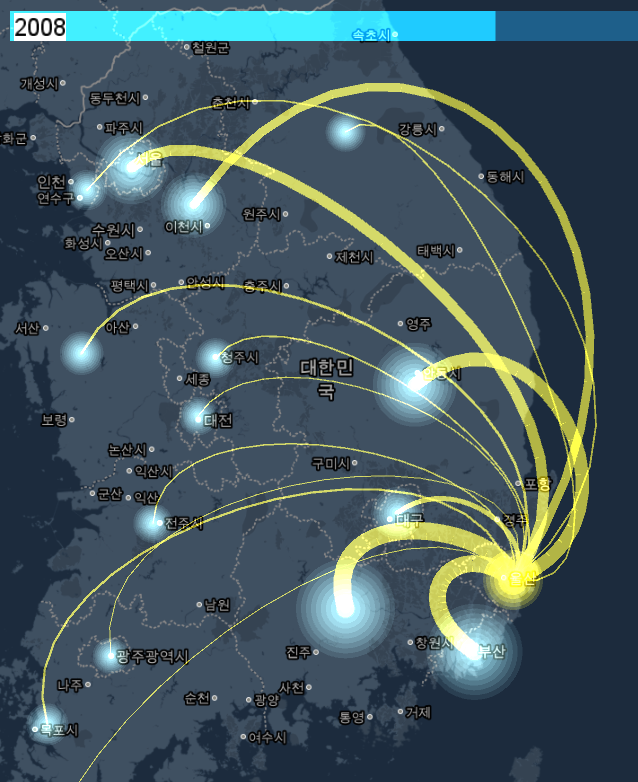 2008
속초시
철원군
개성시
동두천시
춘천시
파주시
강릉시
서울
인천
연수구
동해시
이천시
원주시
수원시
화성시
오산시
제천시
태백시
평택시
안성시
충주시
서산
아산
영주
청주시
세종
대한민
국
보령
대전
논산시
익산시
구미시
군산
익산
포항
전주시
대구
경주
울산
남원
진주
창원시
부산
광주광역시
나주
순천
사천
광양
통영
거제
목포시
여수시